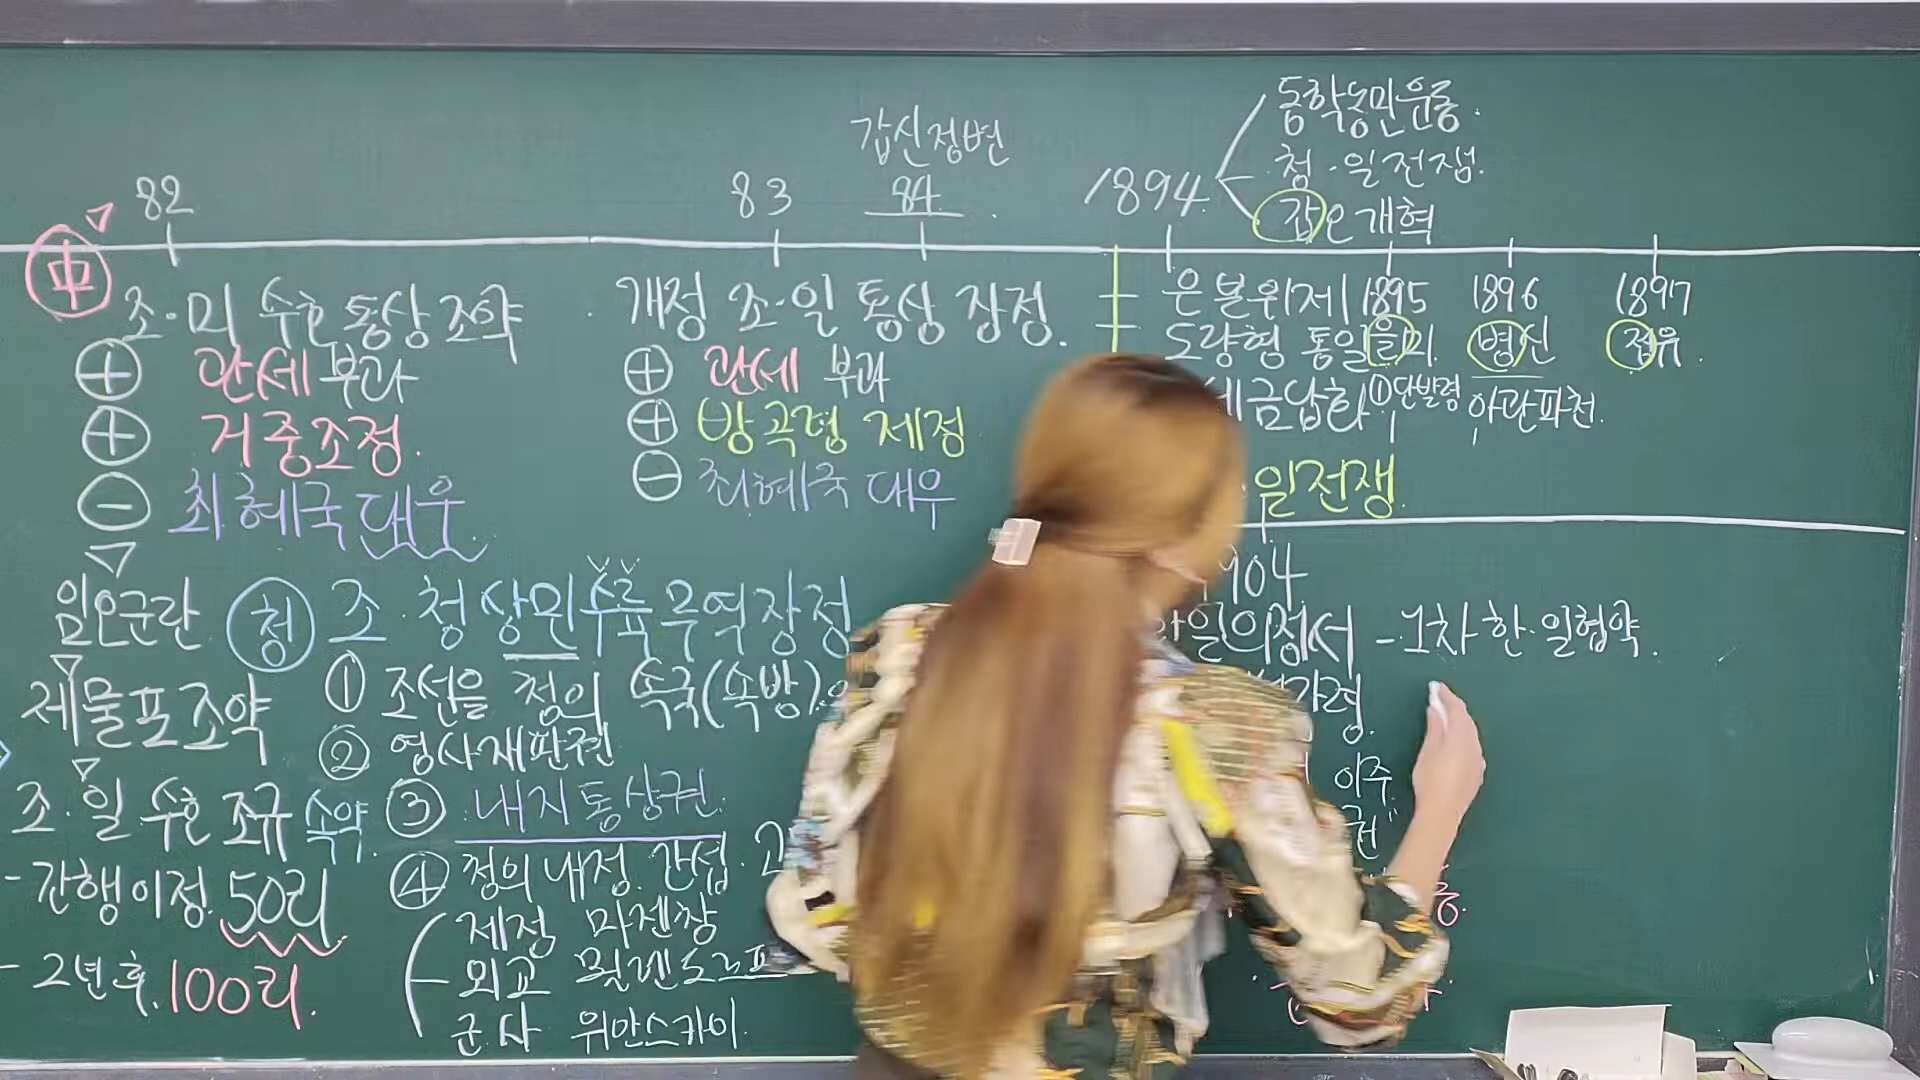 82
중
조·미 수호통상조약
⊕ 관세 부과
⊕ 거중조정.
⊖ 최혜국 대우.
갑신정변
83
84
개정 조·일 통상 장정.
⊕ 관세 부과
⊕ 방곡령 제정
⊖ 최혜국 대우
1894
동학농민운동.
청·일전쟁.
갑오개혁
은본위제
도량형 통일
금납화
1895
을미.
①단발령
1896
병신
아관파천.
1897
정유.
일전쟁.
임오군란
제물포조약
조·일 수호조규 속약.
- 간행이정 50리
- 2년 후. 100리.
청
조·청 상민수륙무역장정
① 조선을 청의 속국(속방)
② 영사재판권
③ 내지통상권.
④ 청의 내정 간섭.
재정 마젠창
외교 묄렌도르프
군사 위안스카이.
904
일의정서 - 1차 한·일협약.
이주
권"